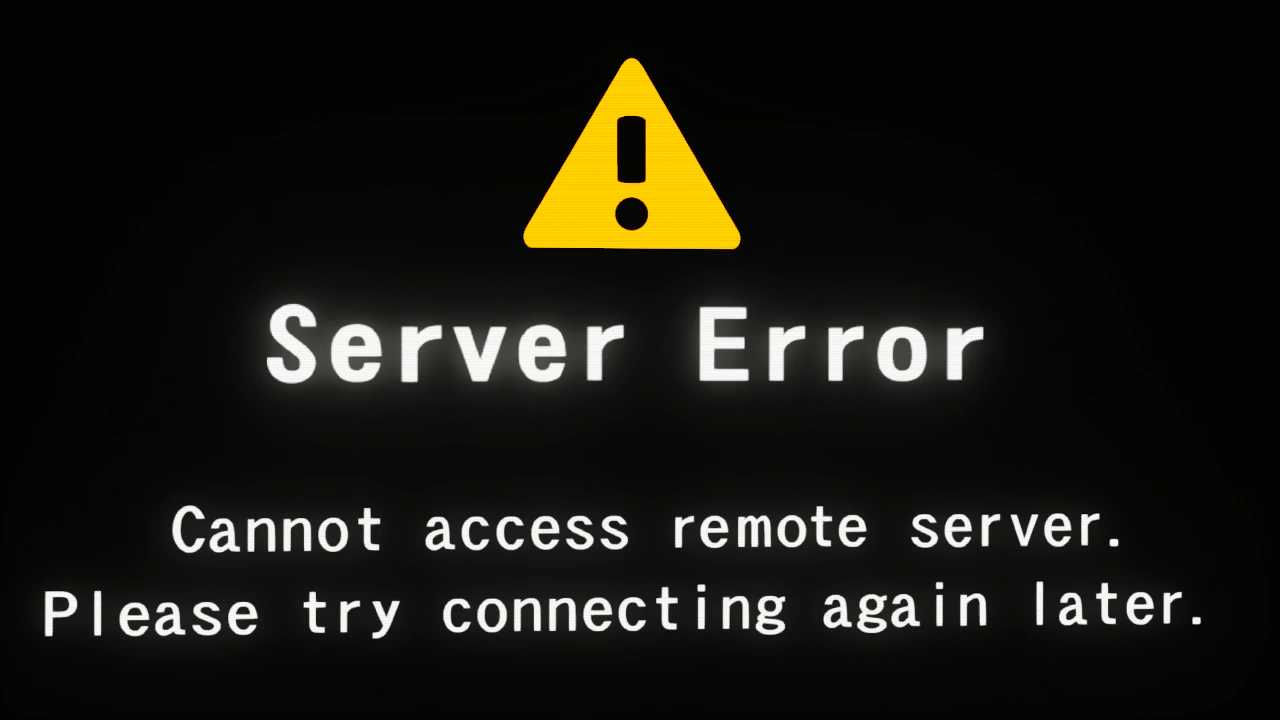 Server Error
Cannot access remote server.
Please try connecting again later.